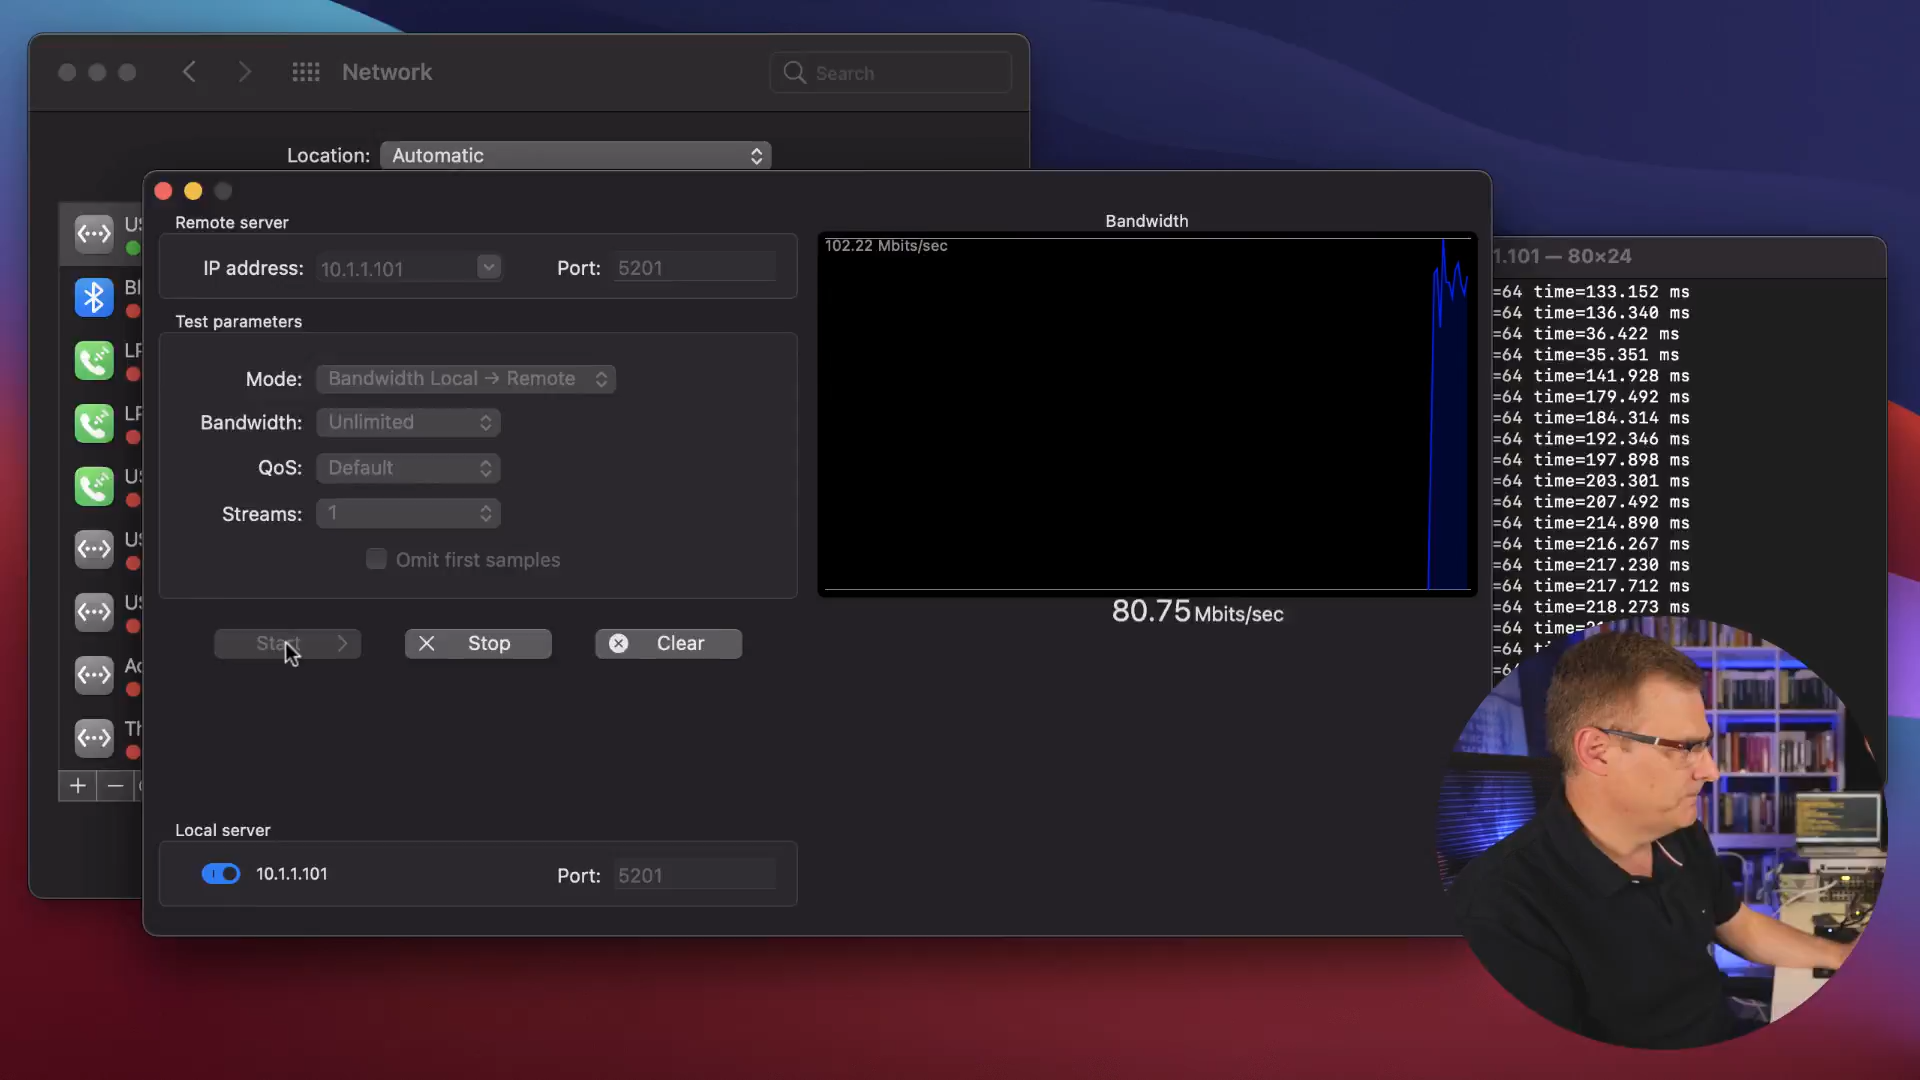 Network
Search
Location:
Automatic
Remote server
IP address:
10.1.1.101
Port:
5201
Test parameters
Mode:
Bandwidth Local → Remote
Bandwidth:
Unlimited
QoS:
Default
Streams:
1
Omit first samples
Start
Stop
Clear
Local server
10.1.1.101
Port:
5201
Bandwidth
102.22 Mbits/sec
80.75 Mbits/sec
1.101 — 80×24
=64 time=133.152 ms
=64 time=136.340 ms
=64 time=36.422 ms
=64 time=35.351 ms
=64 time=141.928 ms
=64 time=179.492 ms
=64 time=184.314 ms
=64 time=192.346 ms
=64 time=197.898 ms
=64 time=203.301 ms
=64 time=207.492 ms
=64 time=214.890 ms
=64 time=216.267 ms
=64 time=217.230 ms
=64 time=217.712 ms
=64 time=218.273 ms
=64 time=
=64